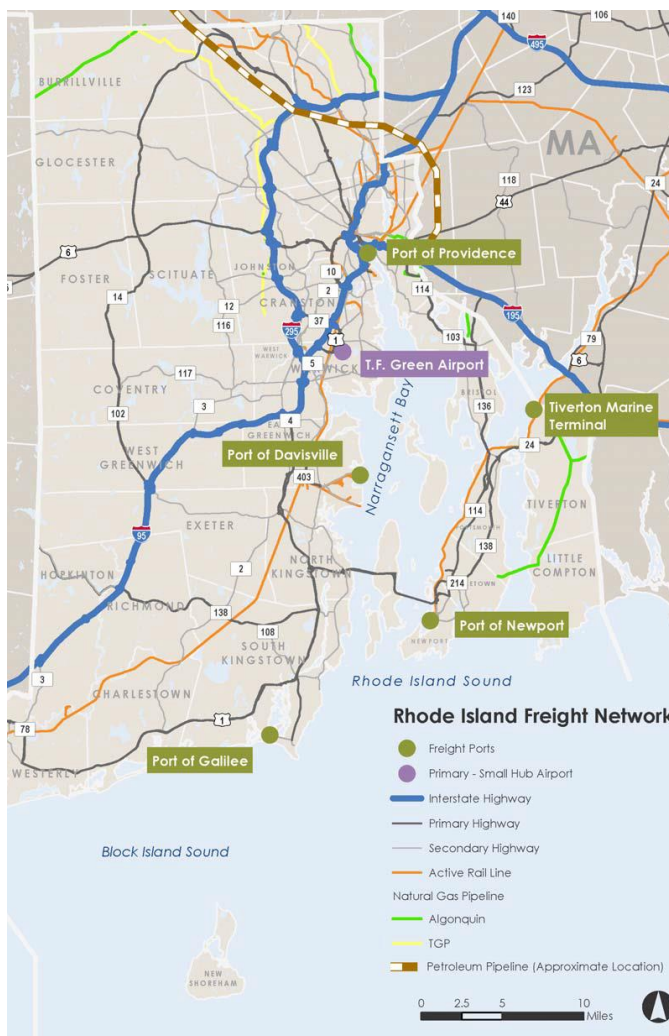 140
106
495
BURRILLVILLE
123
MA
GLOCESTER
24
118
44
6
Port of Providence
FOSTER
SCITUATE
JOHNSTON
10
114
14
2
CRANSTON
12
37
116
295
1
103
195
79
WEST
WARWICK
WARWICK
T.F. Green Airport
6
5
117
COVENTRY
BRISTOL
3
136
102
4
Tiverton Marine
Terminal
EAST
GREENWICH
WEST
GREENWICH
Port of Davisville
24
403
Narragansett Bay
TIVERTON
EXETER
114
PORTSMOUTH
95
138
NORTH
KINGSTOWN
LITTLE
COMPTON
HOPKINTON
2
214
RICHMOND
138
Port of Newport
108
NEWPORT
SOUTH
KINGSTOWN
3
Rhode Island Sound
CHARLESTOWN
78
1
Port of Galilee
WESTERLY
Block Island Sound
NEW
SHOREHAM
Rhode Island Freight Network
Freight Ports
Primary - Small Hub Airport
Interstate Highway
Primary Highway
Secondary Highway
Active Rail Line
Natural Gas Pipeline
Algonquin
TGP
Petroleum Pipeline (Approximate Location)
0 2.5 5 10
Miles